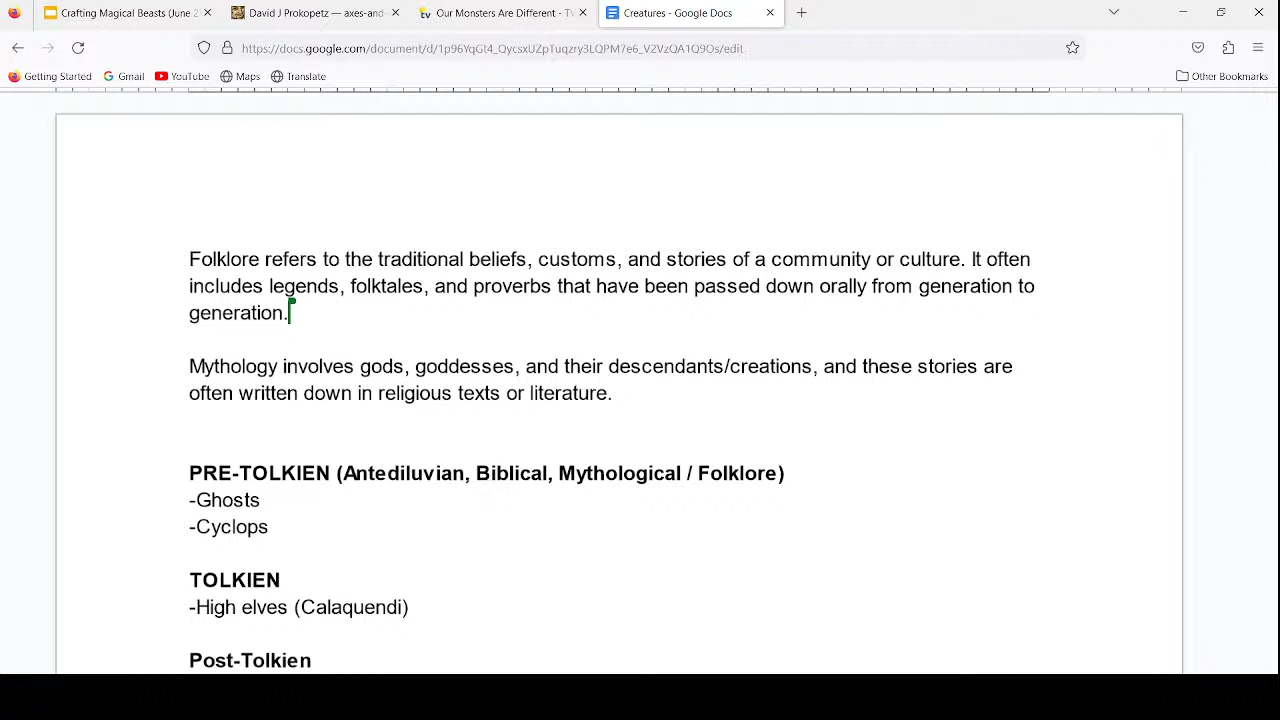 Crafting Magical Beasts (June 2
David J Prokopetz — axes-and-
Our Monsters Are Different - TV
Creatures - Google Docs
Getting Started
Gmail
YouTube
Maps
Translate
Other Bookmarks
Folklore refers to the traditional beliefs, customs, and stories of a community or culture. It often
includes legends, folktales, and proverbs that have been passed down orally from generation to
generation.
Mythology involves gods, goddesses, and their descendants/creations, and these stories are
often written down in religious texts or literature.
PRE-TOLKIEN (Antediluvian, Biblical, Mythological / Folklore)
-Ghosts
-Cyclops
TOLKIEN
-High elves (Calaquendi)
Post-Tolkien